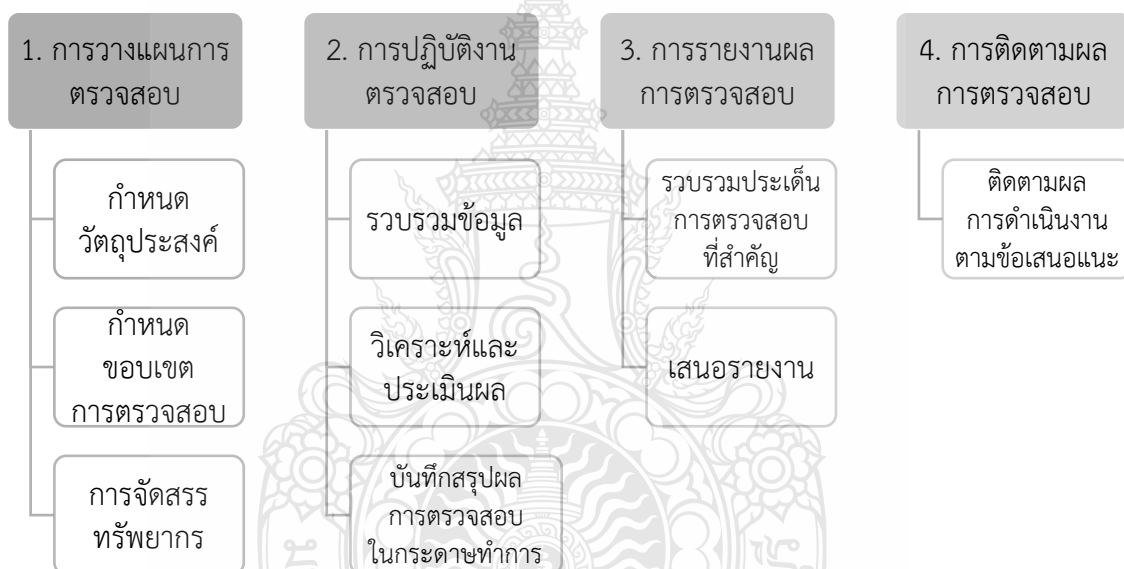 1. การวางแผนการ
ตรวจสอบ
กำหนด
วัตถุประสงค์
กำหนด
ขอบเขต
การตรวจสอบ
การจัดสรร
ทรัพยากร
2. การปฏิบัติงาน
ตรวจสอบ
รวบรวมข้อมูล
วิเคราะห์และ
ประเมินผล
บันทึกสรุปผล
การตรวจสอบ
ในกระดาษทำการ
3. การรายงานผล
การตรวจสอบ
รวบรวมประเด็น
การตรวจสอบ
ที่สำคัญ
เสนอรายงาน
4. การติดตามผล
การตรวจสอบ
ติดตามผล
การดำเนินงาน
ตามข้อเสนอแนะ